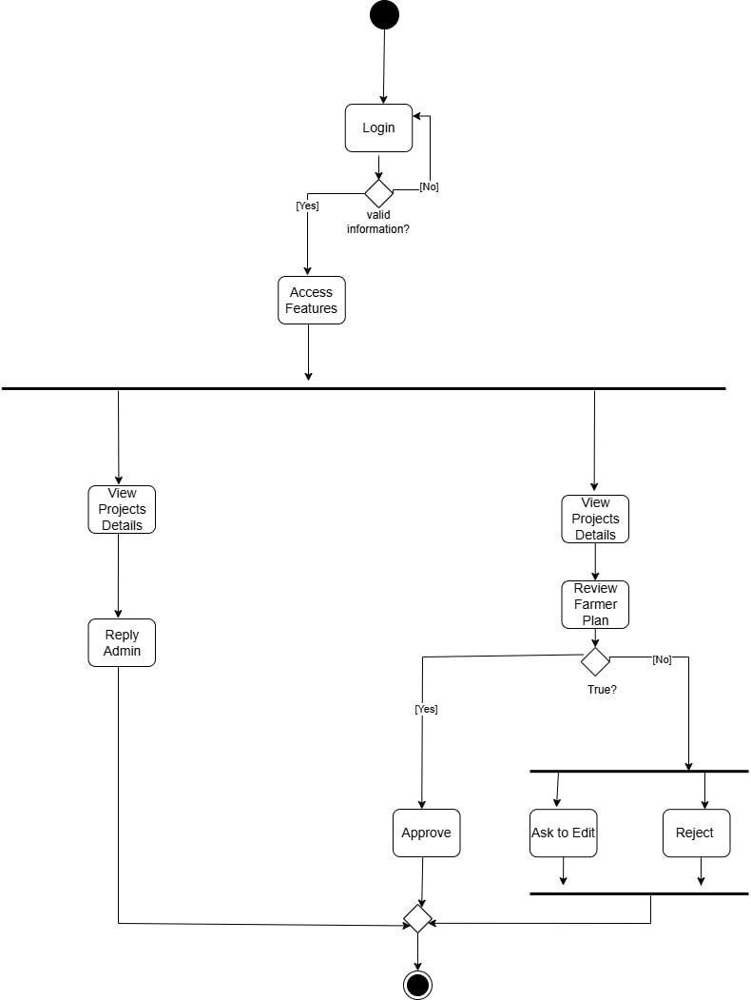 Login
[No]
[Yes]
valid
information?
Access
Features
View
Projects
Details
View
Projects
Details
Review
Farmer
Plan
Reply
Admin
[No]
True?
[Yes]
Approve
Ask to Edit
Reject